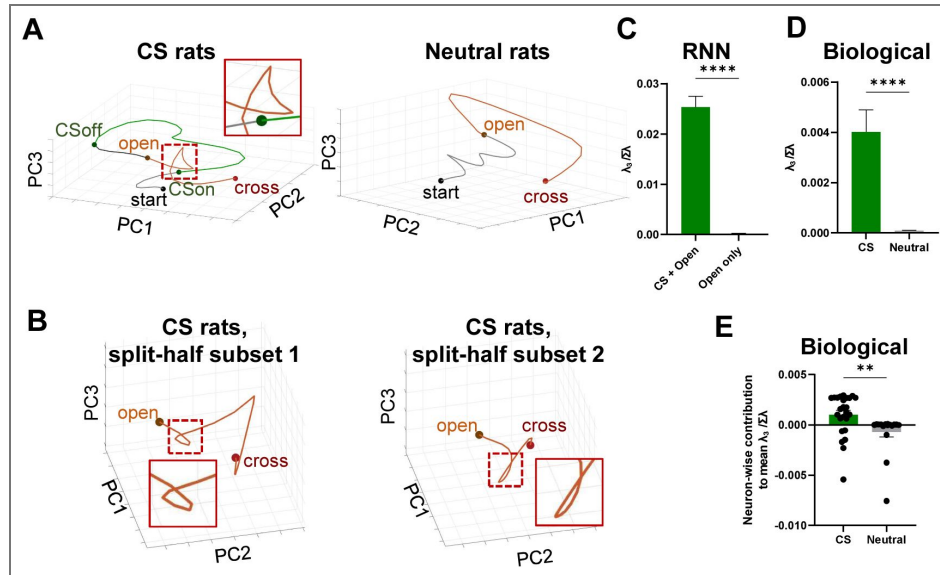 A
CS rats
CSoff
open
CSon
cross
start
PC3
PC1
PC2
Neutral rats
open
start
cross
PC3
PC2
PC1
C
RNN
****
0.03
0.02
0.01
0.00
λ₃ /Σλ
CS + Open
Open only
D
Biological
****
0.006
0.004
0.002
0.000
λ₃ /Σλ
CS
Neutral
B
CS rats,
split-half subset 1
open
cross
PC3
PC1
PC2
CS rats,
split-half subset 2
open
cross
PC3
PC1
PC2
E
Biological
**
0.005
0.000
-0.005
-0.010
Neuron-wise contribution
to mean λ₃ /Σλ
CS
Neutral